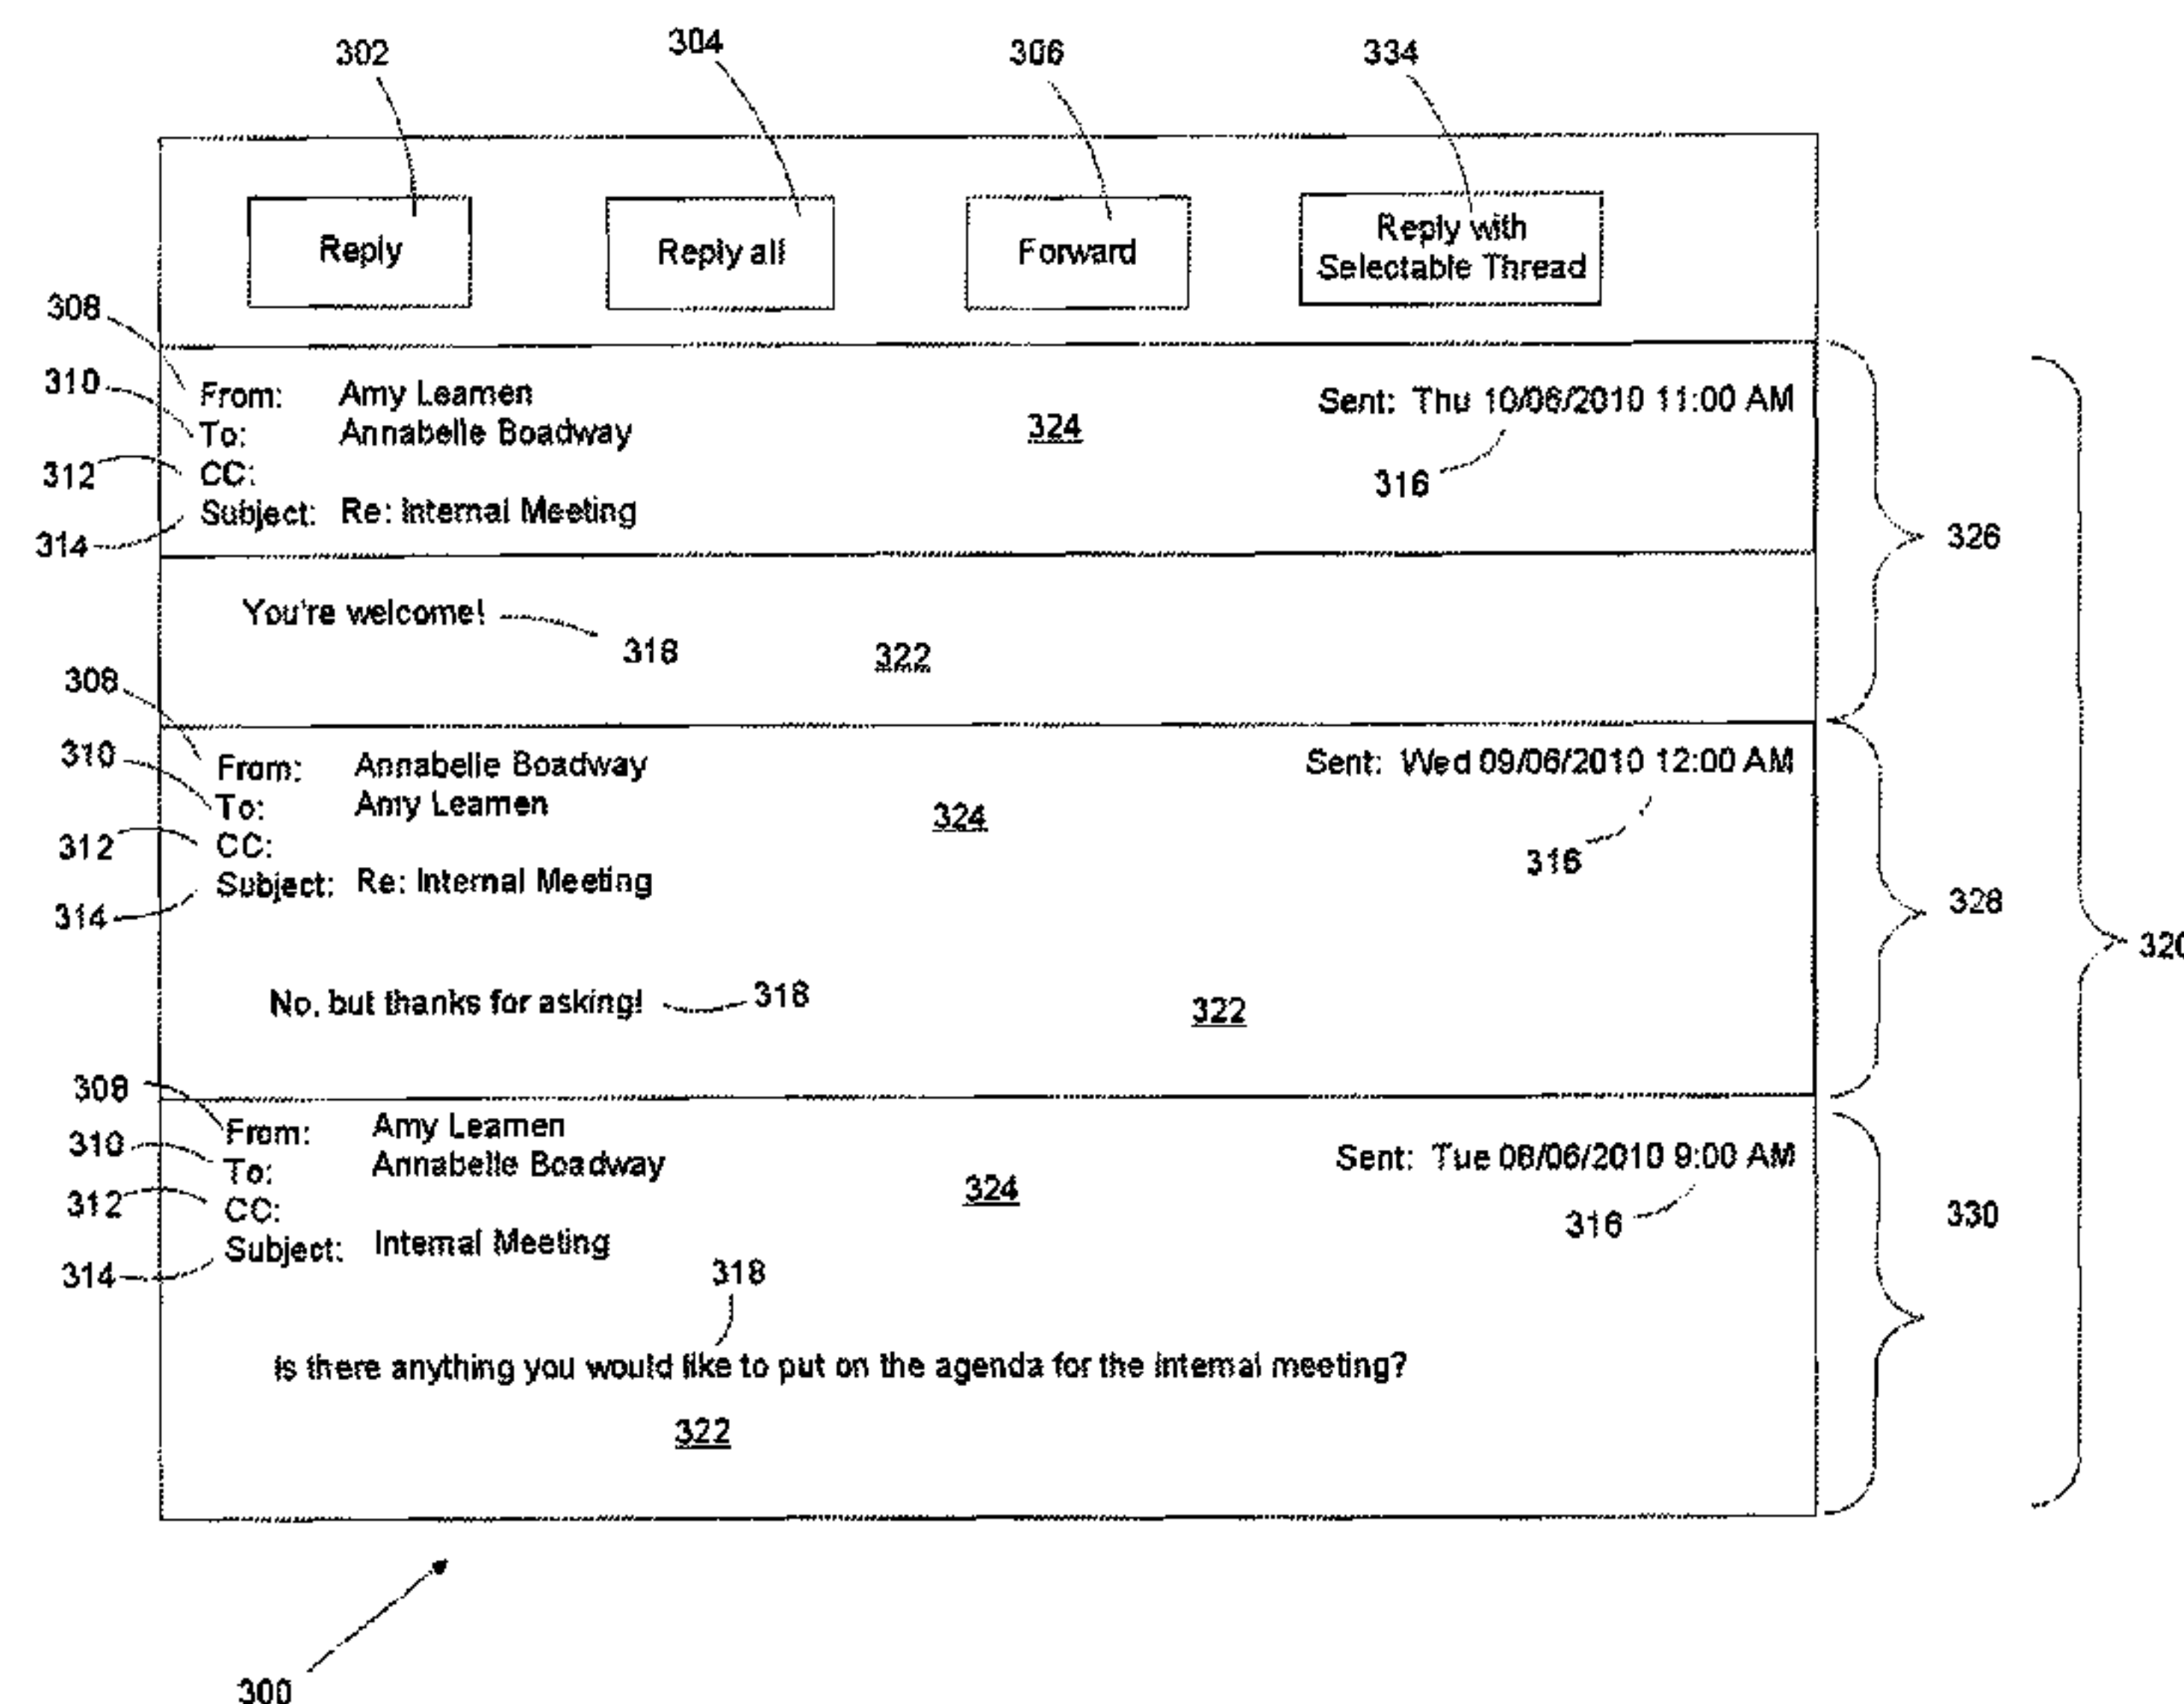 302 304 306 334
Reply Reply all Forward Reply with
Selectable Thread
308
310 From: Amy Leamen Sent: Thu 10/06/2010 11:00 AM
To: Annabelle Boadway 324
312 CC: 316
Subject: Re: Internal Meeting
314 326
You're welcome!
318 322
308
310 From: Annabelle Boadway Sent: Wed 09/06/2010 12:00 AM
To: Amy Leamen 324
312 CC: 316
Subject: Re: Internal Meeting
314 328
320
No, but thanks for asking! 318 322
308
From: Amy Leamen
310 To: Annabelle Boadway Sent: Tue 08/06/2010 9:00 AM
324
312 CC: 316 330
Subject: Internal Meeting
314 318
Is there anything you would like to put on the agenda for the internal meeting?
322
300